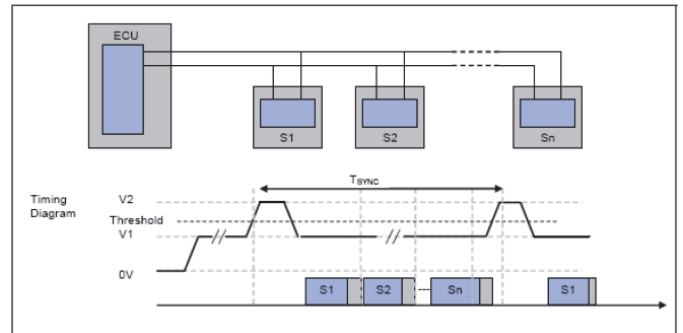 ECU
S1 S2 Sn
TSYNC
Timing Diagram
V2
Threshold
V1
0V
S1 S2 Sn S1